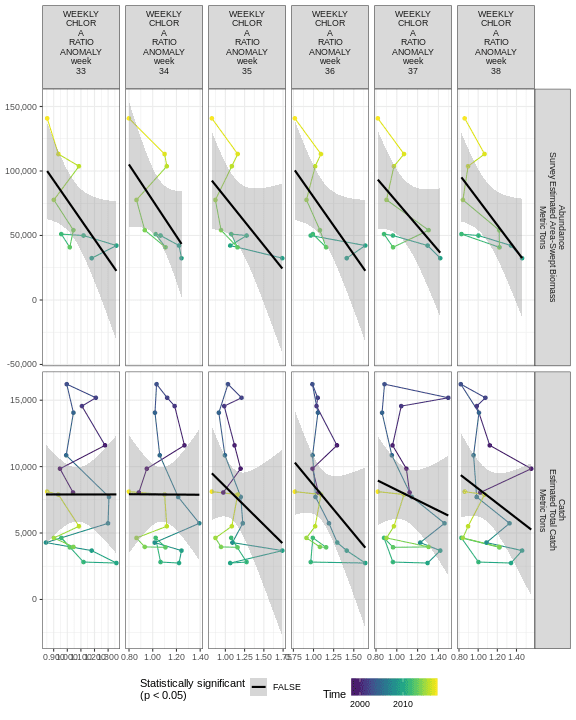 WEEKLY CHLOR A RATIO ANOMALY week 33
WEEKLY CHLOR A RATIO ANOMALY week 34
WEEKLY CHLOR A RATIO ANOMALY week 35
WEEKLY CHLOR A RATIO ANOMALY week 36
WEEKLY CHLOR A RATIO ANOMALY week 37
WEEKLY CHLOR A RATIO ANOMALY week 38
150,000
100,000
50,000
0
-50,000
Abundance
Survey Estimated Area-Swept Biomass
Metric Tons
15,000
10,000
5,000
0
Catch
Estimated Total Catch
Metric Tons
0.80 1.00 1.20 1.40
1.00 1.25 1.50
1.00 1.25 1.50
0.80 1.00 1.20 1.40
0.80 1.00 1.20 1.40
Statistically significant
(p < 0.05)
FALSE
Time
2000 2010